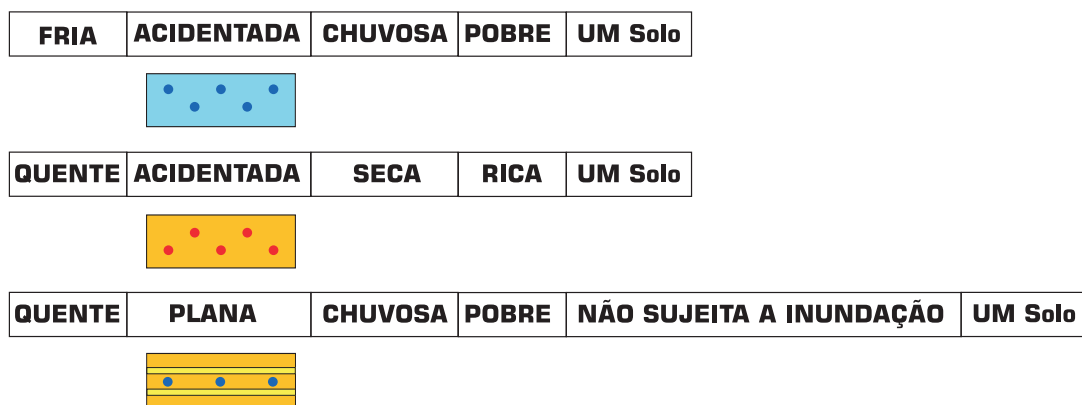 FRIA ACIDENTADA CHUVOSA POBRE UM Solo
QUENTE ACIDENTADA SECA RICA UM Solo
QUENTE PLANA CHUVOSA POBRE NÃO SUJEITA A INUNDAÇÃO UM Solo